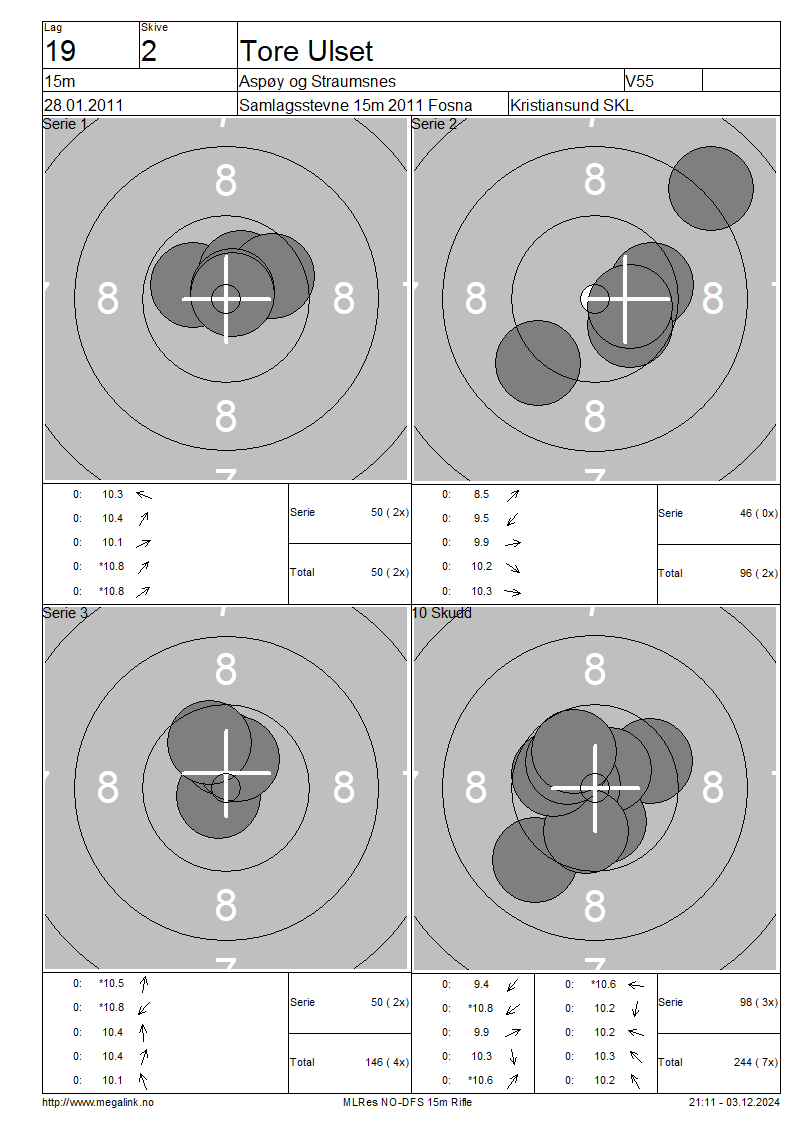 Lag
19
Skive
2
Tore Ulset
15m
Aspøy og Straumsnes
V55
28.01.2011
Samlagsstevne 15m 2011 Fosna
Kristiansund SKL
Serie 1
7
8
7 8 8
8
7
0: 10.3
0: 10.4
0: 10.1
0: *10.8
0: *10.8
Serie 50 ( 2x)
Total 50 ( 2x)
Serie 2
7
8
7 8 8 7
8
7
0: 8.5
0: 9.5
0: 9.9
0: 10.2
0: 10.3
Serie 46 ( 0x)
Total 96 ( 2x)
Serie 3
7
8
7 8 8
8
7
0: *10.5
0: *10.8
0: 10.4
0: 10.4
0: 10.1
Serie 50 ( 2x)
Total 146 ( 4x)
10 Skudd
7
8
7 8 8 7
8
7
0: 9.4
0: *10.8
0: 9.9
0: 10.3
0: *10.6
0: *10.6
0: 10.2
0: 10.2
0: 10.3
0: 10.2
Serie 98 ( 3x)
Total 244 ( 7x)
http://www.megalink.no
MLRes NO-DFS 15m Rifle
21:11 - 03.12.2024